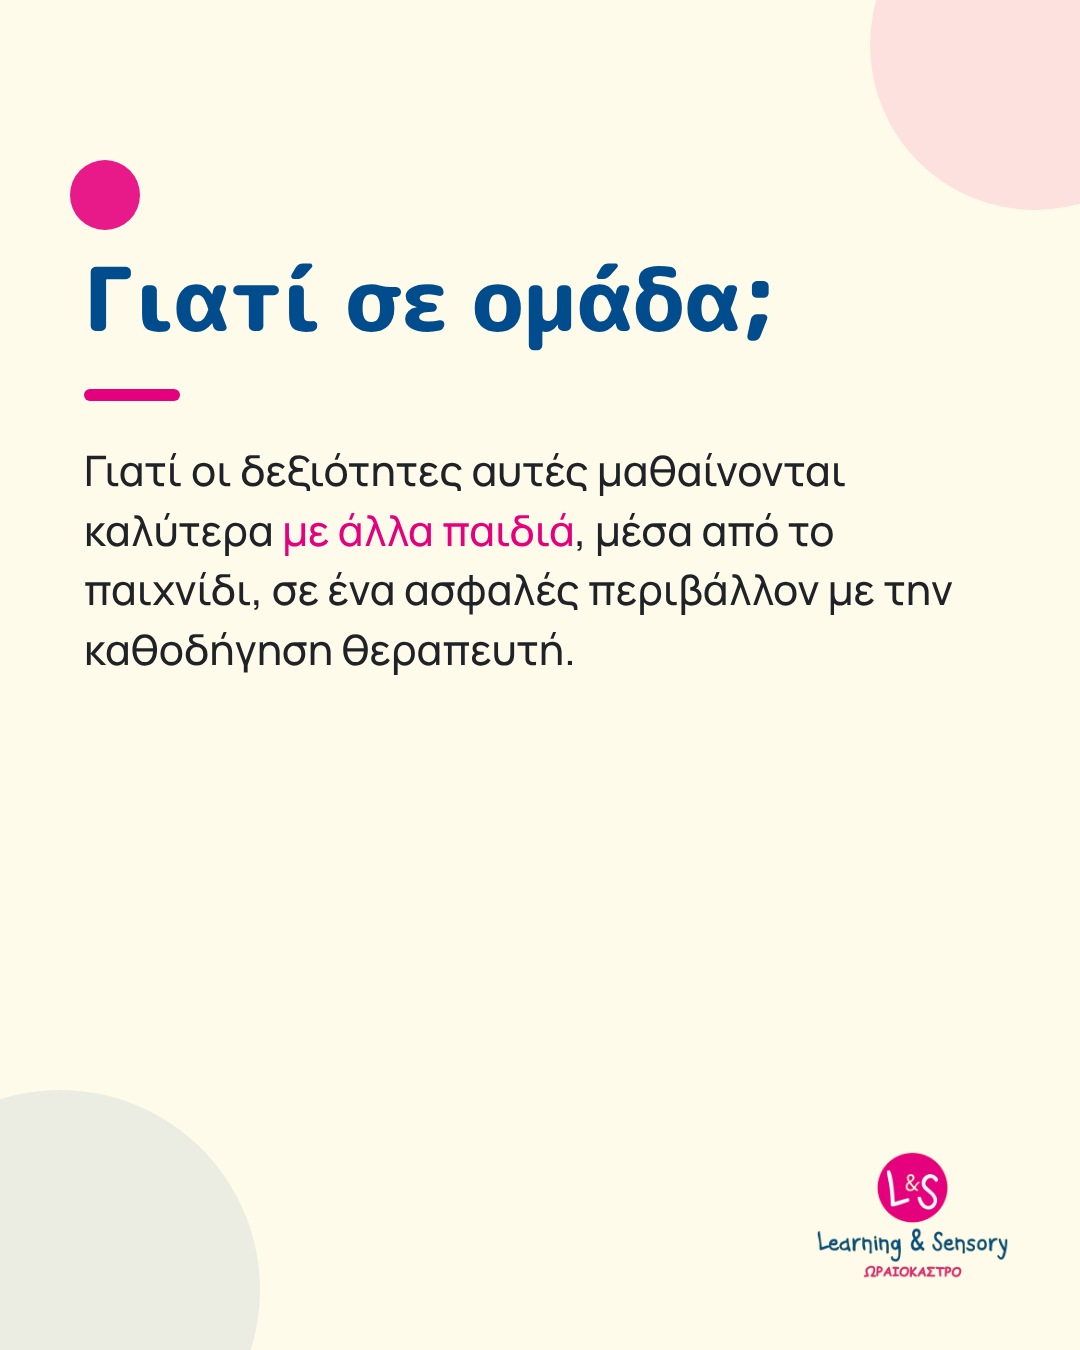 Γιατί σε ομάδα;
Γιατί οι δεξιότητες αυτές μαθαίνονται
καλύτερα με άλλα παιδιά, μέσα από το
παιχνίδι, σε ένα ασφαλές περιβάλλον με την
καθοδήγηση θεραπευτή.
L&S
Learning & Sensory
ΩΡΑΙΟΚΑΣΤΡΟ